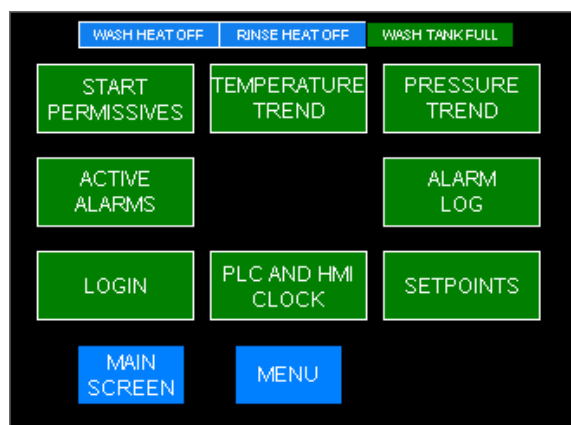 WASH HEAT OFF RINSE HEAT OFF WASH TANK FULL
START PERMISSIVES
TEMPERATURE TREND
PRESSURE TREND
ACTIVE ALARMS
ALARM LOG
LOGIN
PLC AND HMI CLOCK
SETPOINTS
MAIN SCREEN
MENU